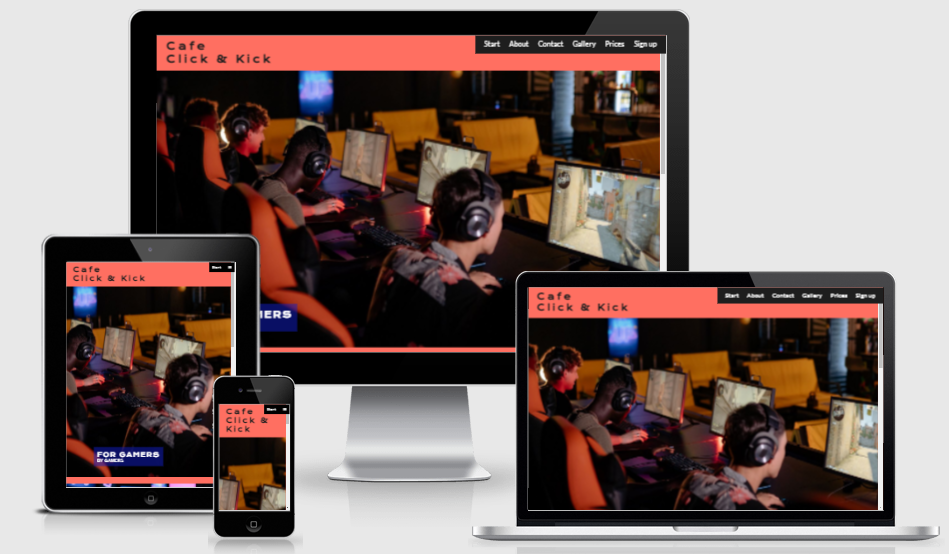 Cafe
Click & Kick
Start About Contact Gallery Prices Sign up
MERS
Cafe
Click & Kick
Start
FOR GAMERS
BY GAMERS
Cafe
Click &
Kick
Start
Cafe
Click & Kick
Start About Contact Gallery Prices Sign up